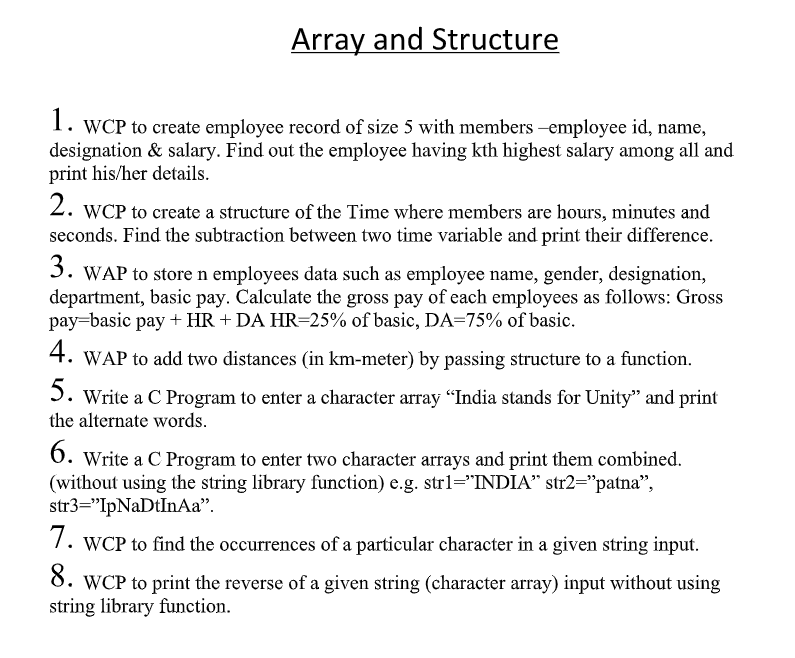 Array and Structure
1. WCP to create employee record of size 5 with members –employee id, name,
designation & salary. Find out the employee having kth highest salary among all and
print his/her details.
2. WCP to create a structure of the Time where members are hours, minutes and
seconds. Find the subtraction between two time variable and print their difference.
3. WAP to store n employees data such as employee name, gender, designation,
department, basic pay. Calculate the gross pay of each employees as follows: Gross
pay=basic pay + HR + DA HR=25% of basic, DA=75% of basic.
4. WAP to add two distances (in km-meter) by passing structure to a function.
5. Write a C Program to enter a character array “India stands for Unity” and print
the alternate words.
6. Write a C Program to enter two character arrays and print them combined.
(without using the string library function) e.g. str1=”INDIA” str2=”patna”,
str3=”IpNaDtInAa”.
7. WCP to find the occurrences of a particular character in a given string input.
8. WCP to print the reverse of a given string (character array) input without using
string library function.